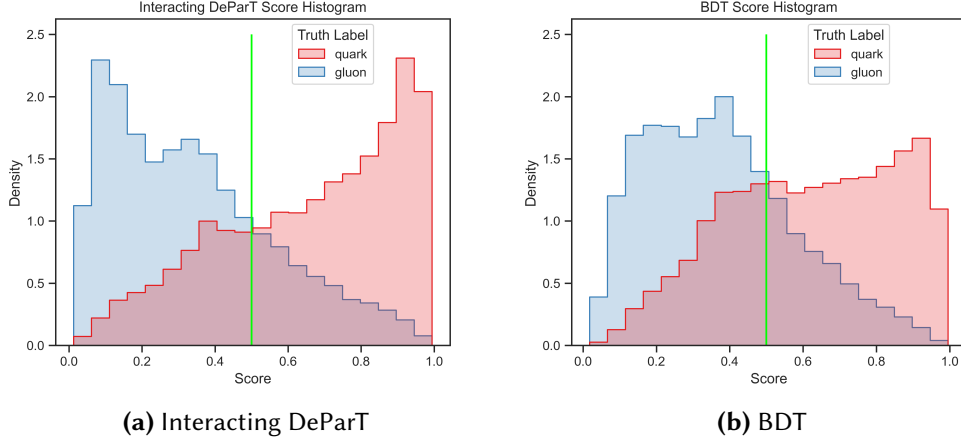 Interacting DeParT Score Histogram
2.5
2.0
1.5
1.0
0.5
0.0
Density
Truth Label
quark
gluon
0.0 0.2 0.4 0.6 0.8 1.0
Score
(a) Interacting DeParT
BDT Score Histogram
2.5
2.0
1.5
1.0
0.5
0.0
Density
Truth Label
quark
gluon
0.0 0.2 0.4 0.6 0.8 1.0
Score
(b) BDT